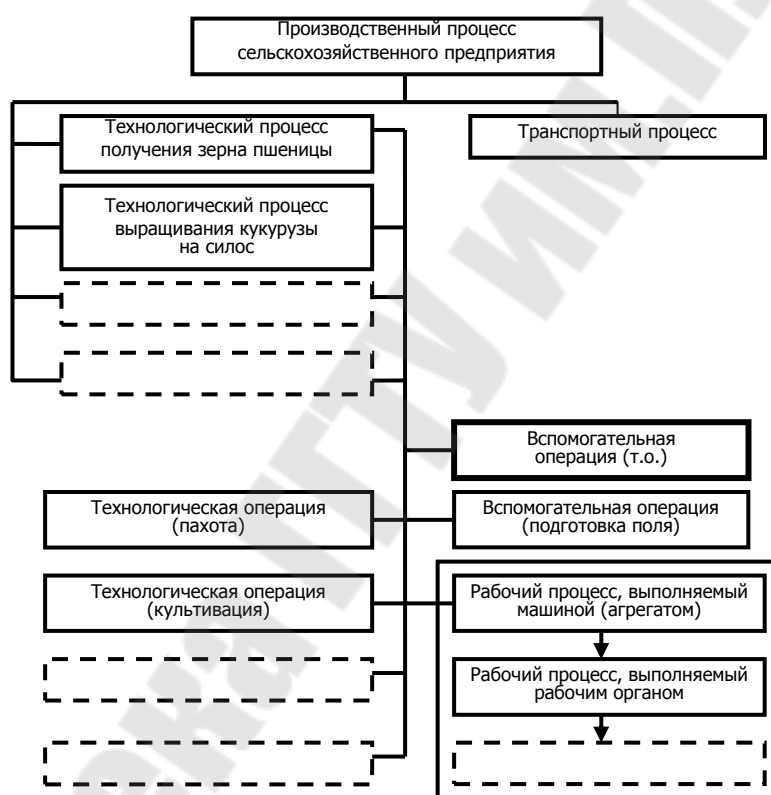 Производственный процесс
сельскохозяйственного предприятия
Технологический процесс
получения зерна пшеницы
Транспортный процесс
Технологический процесс
выращивания кукурузы
на силос
Вспомогательная
операция (т.о.)
Технологическая операция
(пахота)
Вспомогательная операция
(подготовка поля)
Технологическая операция
(культивация)
Рабочий процесс, выполняемый
машиной (агрегатом)
Рабочий процесс, выполняемый
рабочим органом
ГГТУ ИМ.П